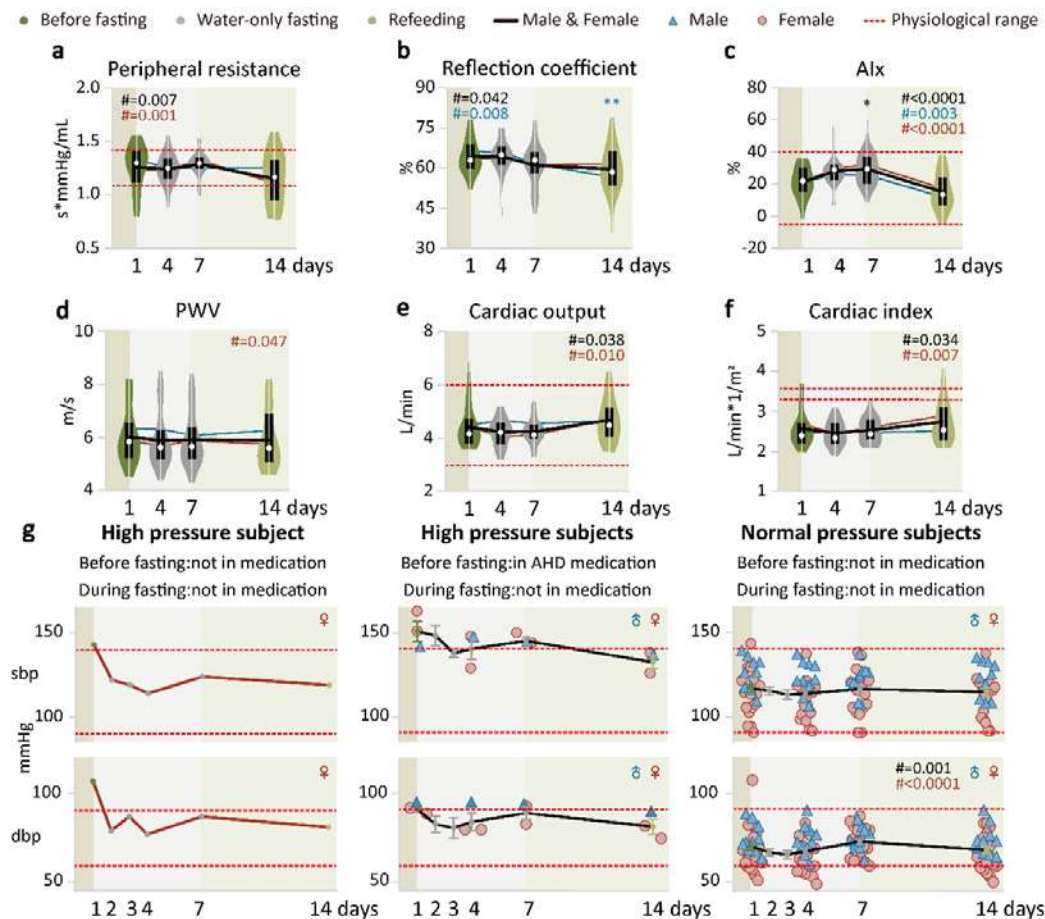 Before fasting Water-only fasting Refeeding Male & Female Male Female Physiological range
a b c
Peripheral resistance Reflection coefficient AIx
2.0 90 80
#=0.007 #=0.042 ** * #<0.0001
#=0.001 #=0.008 #=0.003
#<0.0001
s*mmHg/mL % %
1.5 75 60
40
1.0 60 20
45 0
0.5 30 -20
1 4 7 14 days 1 4 7 14 days 1 4 7 14 days
d PWV e Cardiac output f Cardiac index
10 8 5
#=0.047 #=0.038 #=0.034
#=0.010 #=0.007
m/s L/min L/min*1/m²
8 6 4
3
6 4 2
4 2 1
1 4 7 14 days 1 4 7 14 days 1 4 7 14 days
g High pressure subject High pressure subjects Normal pressure subjects
Before fasting:not in medication Before fasting:in AHD medication Before fasting:not in medication
During fasting:not in medication During fasting:not in medication During fasting:not in medication
♀ ♂ ♀ ♂ ♀
150 150 150
sbp
100 100 100
mmHg
♀ ♂ ♀ #=0.001 ♂ ♀
#<0.0001
100 100 100
dbp
50 50 50
1 2 3 4 7 14 days 1 2 3 4 7 14 days 1 2 3 4 7 14 days